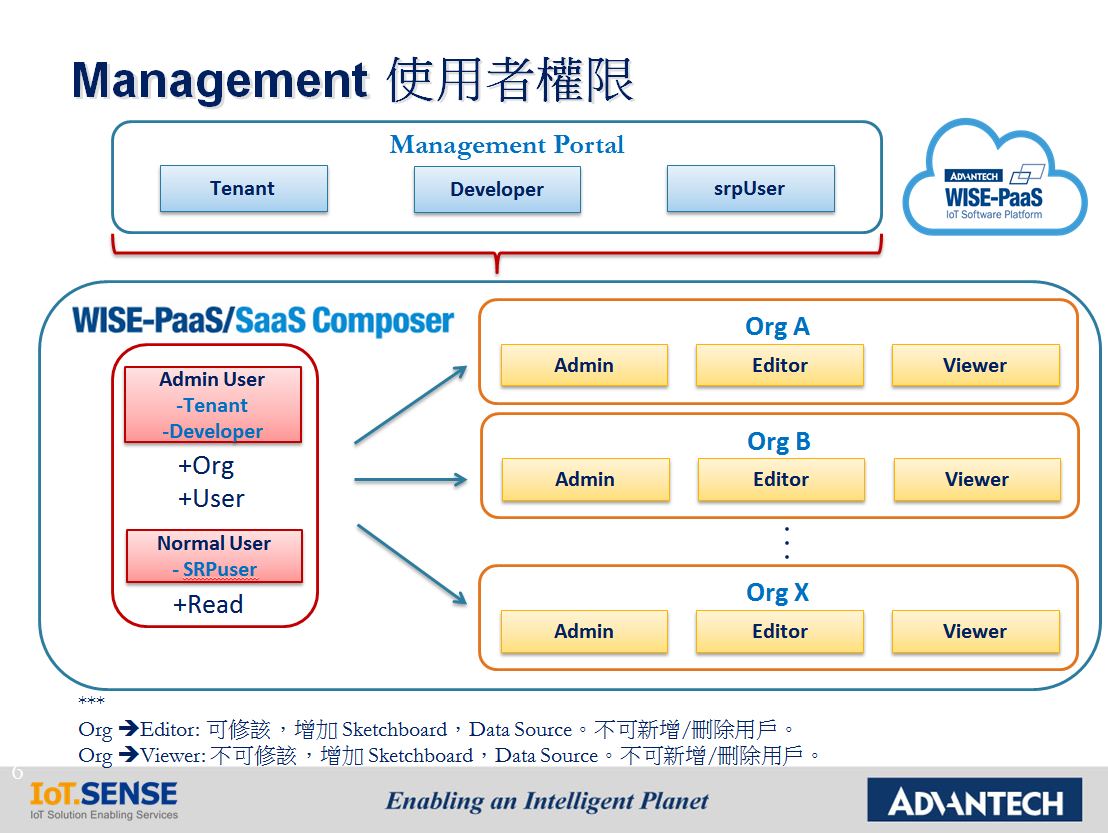 Management 使用者權限
Management Portal
Tenant
Developer
srpUser
ADVANTECH
WISE-PaaS
IoT Software Platform
WISE-PaaS/SaaS Composer
Admin User
-Tenant
-Developer
+Org
+User
Normal User
- SRPuser
+Read
Org A
Admin
Editor
Viewer
Org B
Admin
Editor
Viewer
⋮
Org X
Admin
Editor
Viewer
***
Org ➔Editor: 可修該，增加 Sketchboard，Data Source。不可新增/刪除用戶。
Org ➔Viewer: 不可修該，增加 Sketchboard，Data Source。不可新增/刪除用戶。
6
IoT.SENSE
IoT Solution Enabling Services
Enabling an Intelligent Planet
ADVANTECH